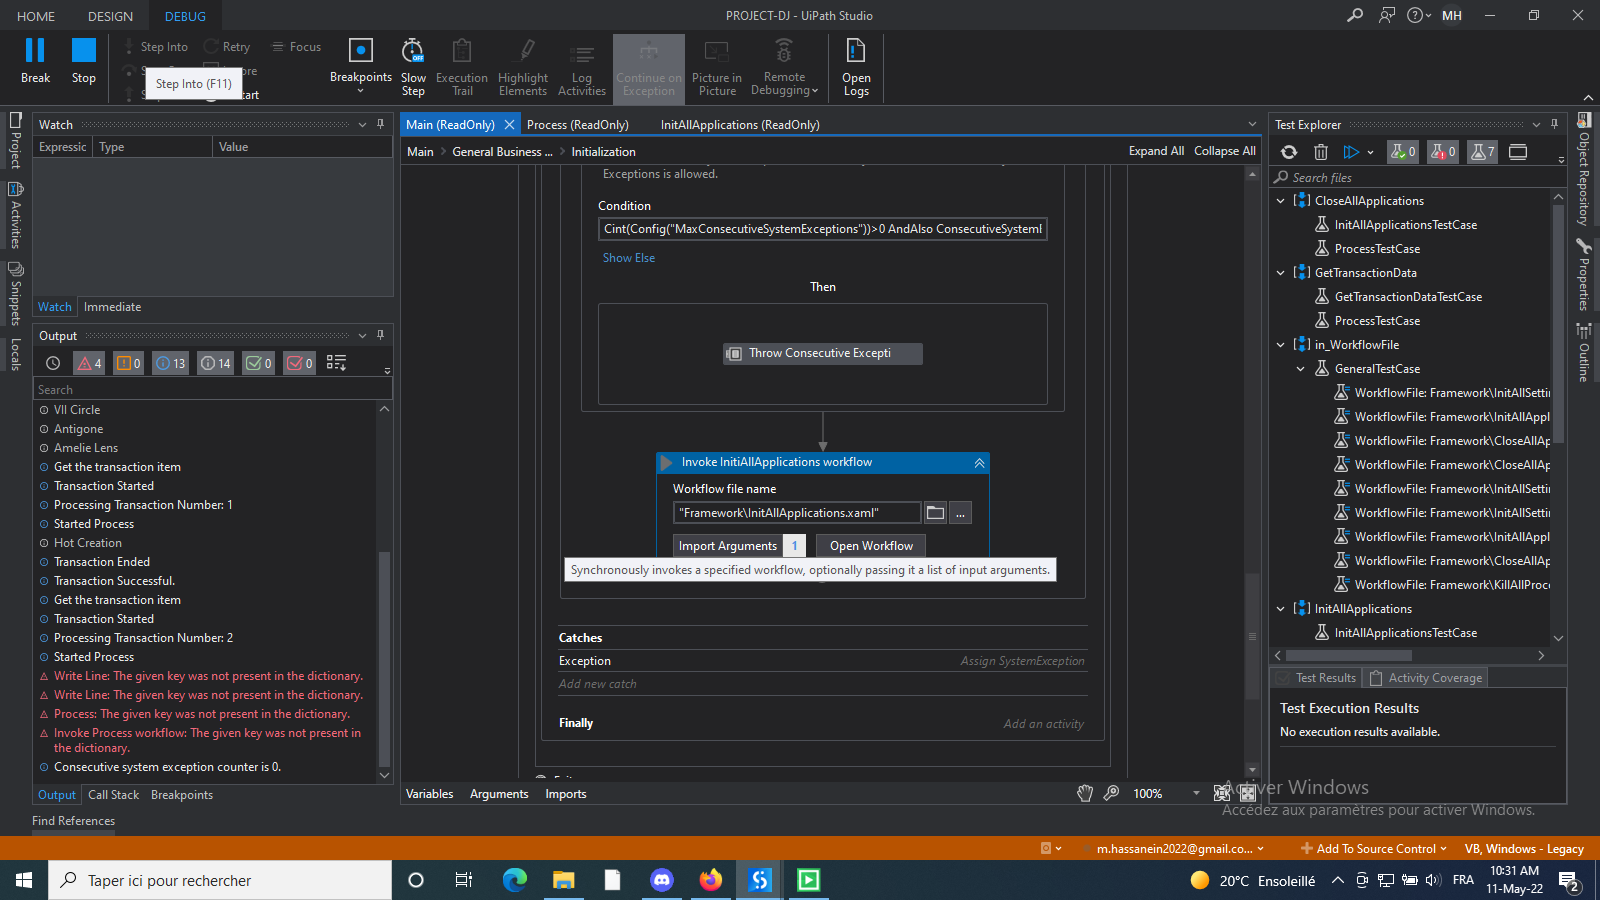 HOME DESIGN DEBUG
PROJECT-DJ - UiPath Studio
MH
Break
Stop
Step Into
Retry
Focus
Step Into (F11)
Breakpoints
Slow Step
Execution Trail
Highlight Elements
Log Activities
Continue on Exception
Picture in Picture
Remote Debugging
Open Logs
Project
Activities
Snippets
Locals
Watch
Expressic Type Value
Watch Immediate
Output
4 0 13 14 0 0
Search
VII Circle
Antigone
Amelie Lens
Get the transaction item
Transaction Started
Processing Transaction Number: 1
Started Process
Hot Creation
Transaction Ended
Transaction Successful.
Get the transaction item
Transaction Started
Processing Transaction Number: 2
Started Process
Write Line: The given key was not present in the dictionary.
Write Line: The given key was not present in the dictionary.
Process: The given key was not present in the dictionary.
Invoke Process workflow: The given key was not present in
the dictionary.
Consecutive system exception counter is 0.
Output Call Stack Breakpoints
Find References
Main (ReadOnly) Process (ReadOnly) InitAllApplications (ReadOnly)
Main > General Business ... > Initialization
Expand All Collapse All
Exceptions is allowed.
Condition
Cint(Config("MaxConsecutiveSystemExceptions"))>0 AndAlso ConsecutiveSystemE
Show Else
Then
Throw Consecutive Excepti
Invoke InitiAllApplications workflow
Workflow file name
"Framework\InitAllApplications.xaml"
...
Import Arguments 1 Open Workflow
Synchronously invokes a specified workflow, optionally passing it a list of input arguments.
Catches
Exception Assign SystemException
Add new catch
Finally Add an activity
Variables Arguments Imports
100%
Test Explorer
0 0 7
Search files
CloseAllApplications
InitAllApplicationsTestCase
ProcessTestCase
GetTransactionData
GetTransactionDataTestCase
ProcessTestCase
in_WorkflowFile
GeneralTestCase
WorkflowFile: Framework\InitAllSetti
WorkflowFile: Framework\InitAllAppl
WorkflowFile: Framework\CloseAllAp
WorkflowFile: Framework\CloseAllAp
WorkflowFile: Framework\InitAllSetti
WorkflowFile: Framework\InitAllSetti
WorkflowFile: Framework\InitAllAppl
WorkflowFile: Framework\CloseAllAp
WorkflowFile: Framework\KillAllProce
InitAllApplications
InitAllApplicationsTestCase
Test Results Activity Coverage
Test Execution Results
No execution results available.
Object Repository
Properties
Outline
Activer Windows
Accédez aux paramètres pour activer Windows.
m.hassanein2022@gmail.co...
Add To Source Control
VB, Windows - Legacy
Taper ici pour rechercher
20°C Ensoleillé
FRA
10:31 AM
11-May-22
2